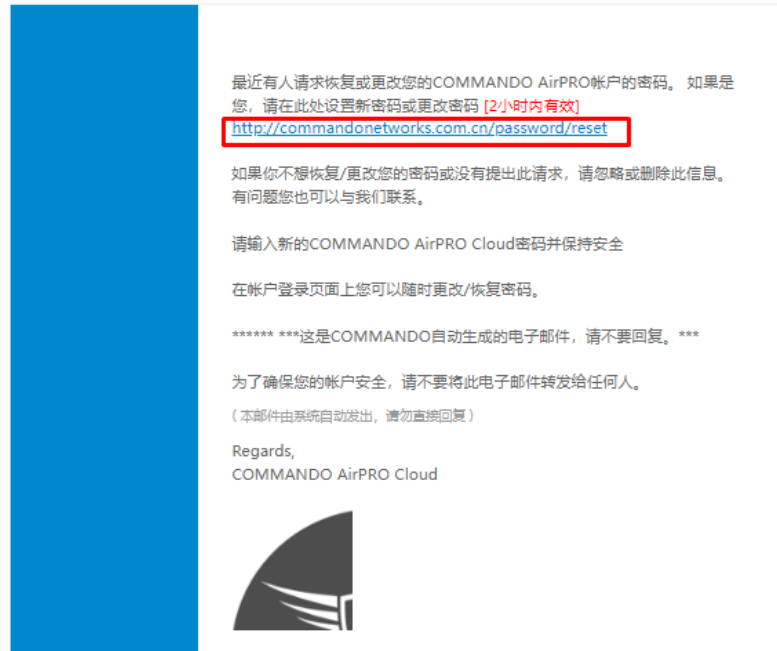 最近有人请求恢复或更改您的COMMANDO AirPRO帐户的密码。 如果是
您，请在此处设置新密码或更改密码 [2小时内有效]
http://commandonetworks.com.cn/password/reset
如果你不想恢复/更改您的密码或没有提出此请求，请忽略或删除此信息。
有问题您也可以与我们联系。
请输入新的COMMANDO AirPRO Cloud密码并保持安全
在帐户登录页面上您可以随时更改/恢复密码。
****** ***这是COMMANDO自动生成的电子邮件，请不要回复。***
为了确保您的帐户安全，请不要将此电子邮件转发给任何人。
（本邮件由系统自动发出，请勿直接回复）
Regards,
COMMANDO AirPRO Cloud